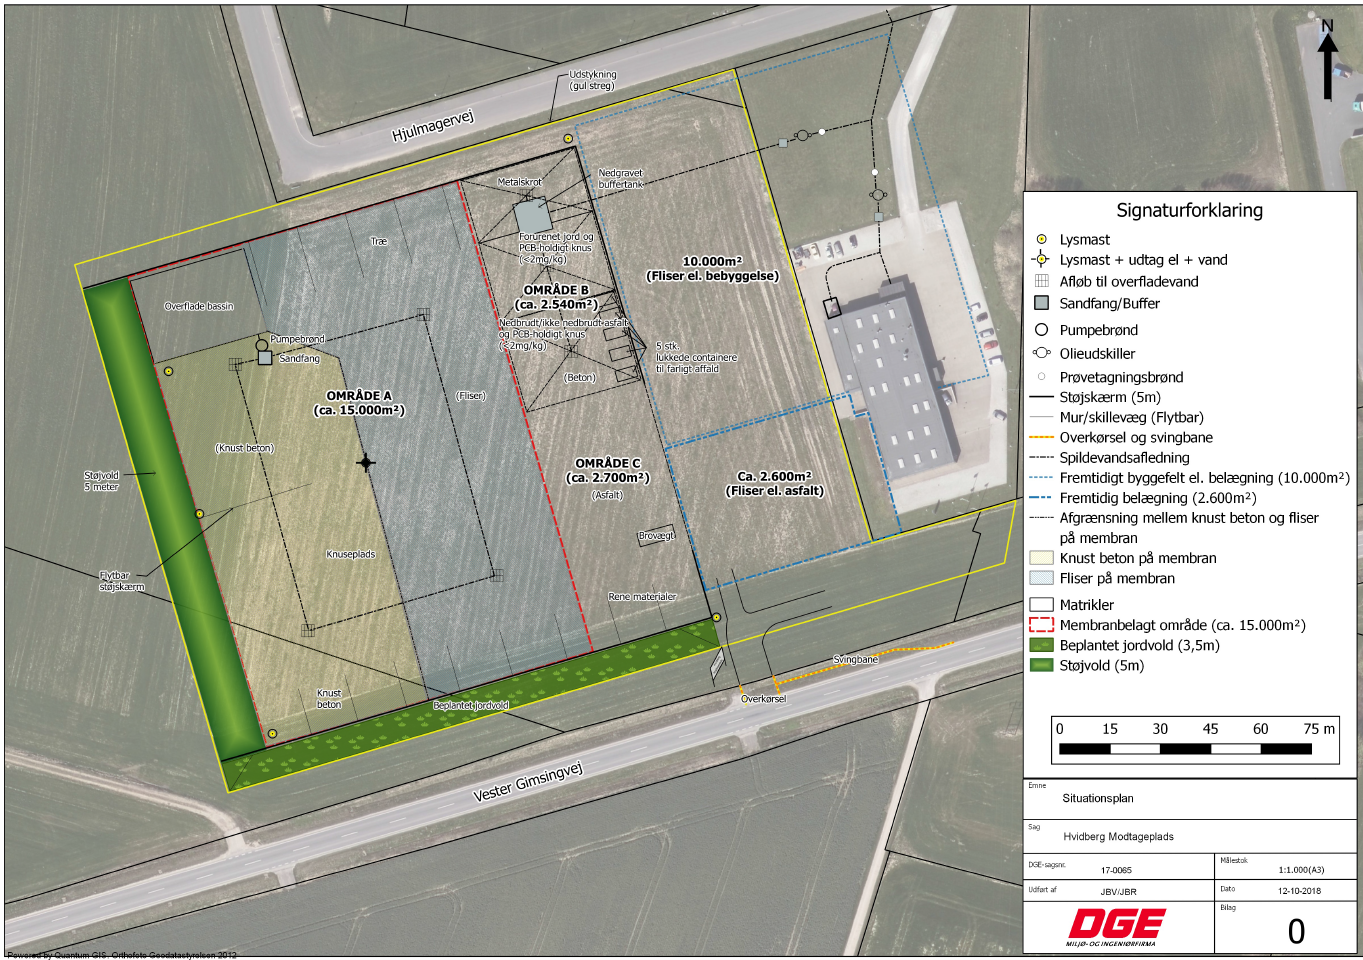 Hjulmagervej
Udstykning
(gul streg)
N
Metalskrot
Nedgravet
buffertank
Træ
Forurenet jord og
PCB-holdigt knus
(<2mg/kg)
10.000m²
(Fliser el. bebyggelse)
OMRÅDE B
(ca. 2.540m²)
Overflade bassin
Nedbrudt/ikke nedbrudt asfalt
og PCB-holdigt knus
(<2mg/kg)
Pumpebrønd
Sandfang
5 stk.
lukkede containere
til farligt affald
(Beton)
OMRÅDE A
(ca. 15.000m²)
(Fliser)
(Knust beton)
OMRÅDE C
(ca. 2.700m²)
(Asfalt)
Ca. 2.600m²
(Fliser el. asfalt)
Støjvold
5 meter
Brovægt
Knuseplads
Flytbar
støjskærm
Rene materialer
Svingbane
Knust
beton
Beplantet jordvold
Overkørsel
Vester Gimsingvej
Signaturforklaring
Lysmast
Lysmast + udtag el + vand
Afløb til overfladevand
Sandfang/Buffer
Pumpebrønd
Olieudskiller
Prøvetagningsbrønd
Støjskærm (5m)
Mur/skillevæg (Flytbar)
Overkørsel og svingbane
Spildevandsafledning
Fremtidigt byggefelt el. belægning (10.000m²)
Fremtidig belægning (2.600m²)
Afgrænsning mellem knust beton og fliser
på membran
Knust beton på membran
Fliser på membran
Matrikler
Membranbelagt område (ca. 15.000m²)
Beplantet jordvold (3,5m)
Støjvold (5m)
0 15 30 45 60 75 m
Emne
Situationsplan
Sag
Hvidberg Modtageplads
DGE-sagsnr.
17-0065
Målestok
1:1.000(A3)
Udført af
JBV/JBR
Dato
12-10-2018
DGE
MILJØ- OG INGENIØRFIRMA
Bilag
0
Powered by Quantum GIS, Orthofoto Geodatastyrelsen 2012